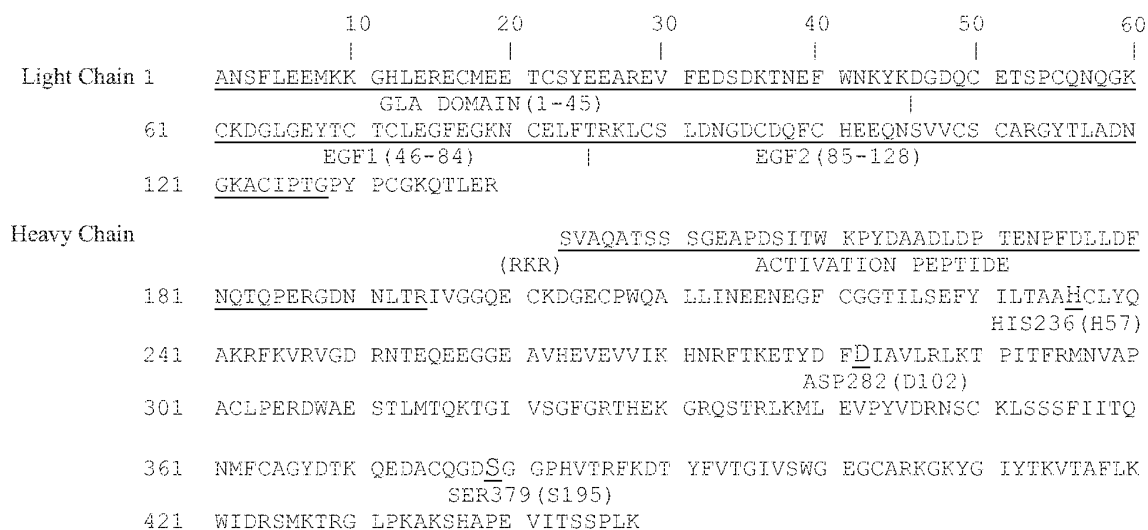 10 20 30 40 50 60
Light Chain 1 ANSFLEEMKK GHLERECMEE TCSYEEAREV FEDSDKTNEF WNKYKDGDQC ETSPCQNQGK
GLA DOMAIN(1-45)
61 CKDGLGEYTC TCLEGFEGKN CELFTRKLCS LDNGDCDQFC HEEQNSVVCS CARGYTLADN
EGF1(46-84) EGF2(85-128)
121 GKACIPTGPY PCGKQTLER
Heavy Chain SVAQATSS SGEAPDSITW KPYDAADLDP TENPFDLLDF
(RKR) ACTIVATION PEPTIDE
181 NQTQPERGDN NLTRIVGGQE CKDGECPWQA LLINEENEGF CGGTILSEFY ILTAAHCLYQ
HIS236(H57)
241 AKRFKVRVGD RNTEQEEGGE AVHEVEVVIK HNRFTKETYD FDIAVLRLKT PITFRMNVAP
ASP282(D102)
301 ACLPERDWAE STLMTQKTGI VSGFGRTHEK GRQSTRLKML EVPYVDRNSC KLSSSFIITQ
361 NMFCAGYDTK QEDACQGDSG GPHVTRFKDT YFVTGIVSWG EGCARKGKYG IYTKVTAFLK
SER379(S195)
421 WIDRSMKTRG LPKAKSHAPE VITSSPLK